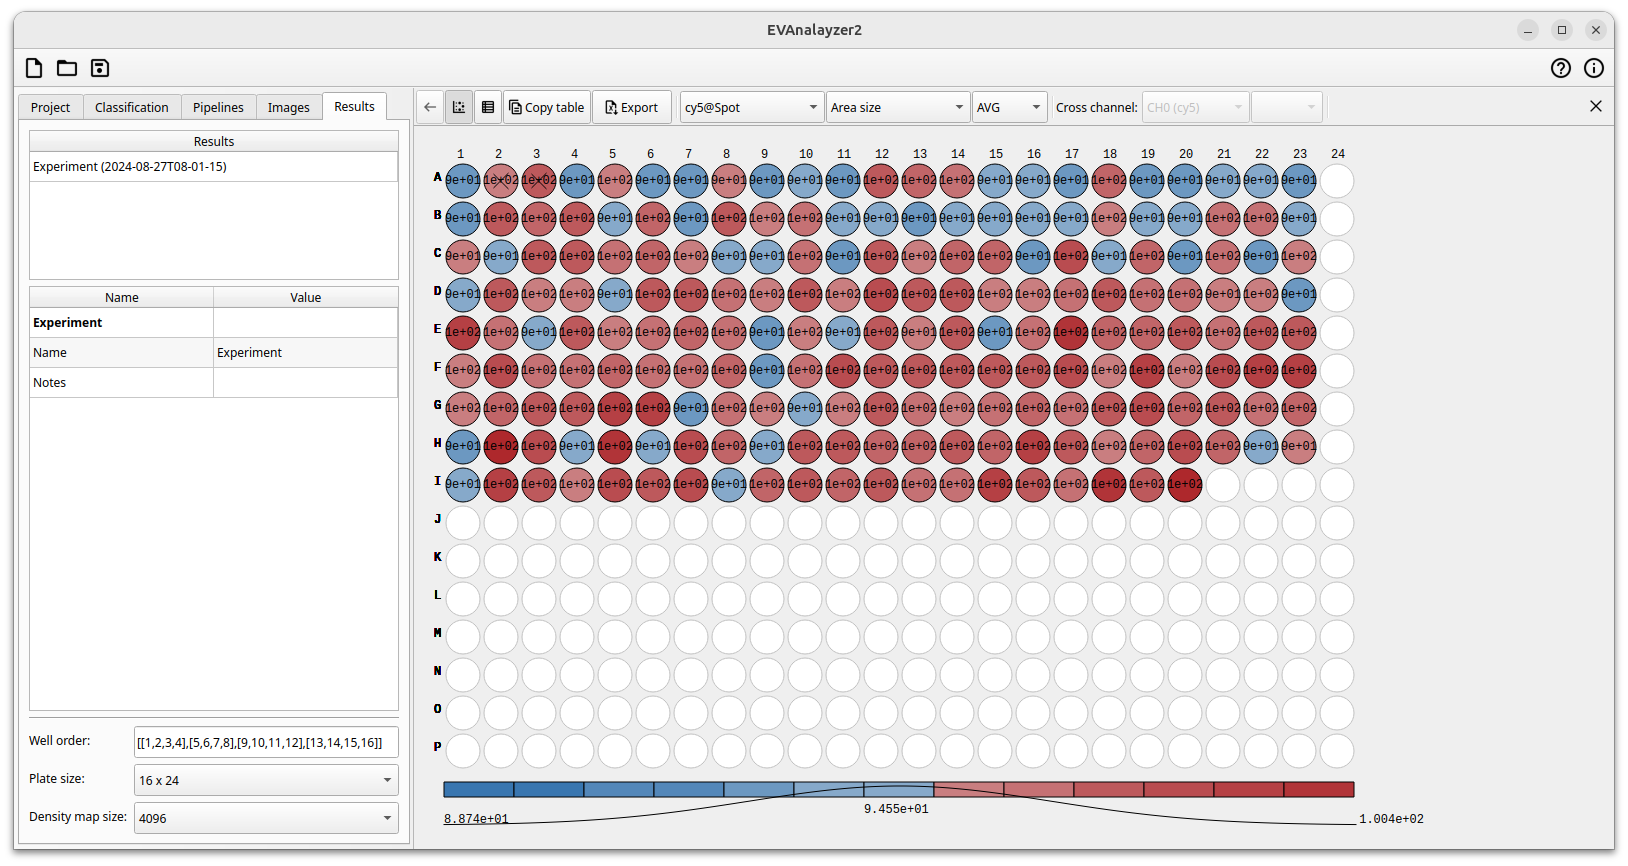 EVAnalayzer2
Project Classification Pipelines Images Results
Copy table Export cy5@Spot Area size AVG Cross channel: CH0 (cy5)
Results
Experiment (2024-08-27T08-01-15)
Name Value
Experiment
Name Experiment
Notes
Well order: [[1,2,3,4],[5,6,7,8],[9,10,11,12],[13,14,15,16]]
Plate size: 16 x 24
Density map size: 4096
1 2 3 4 5 6 7 8 9 10 11 12 13 14 15 16 17 18 19 20 21 22 23 24
A 9e+01 1e+02 1e+02 9e+01 1e+02 9e+01 9e+01 9e+01 9e+01 9e+01 9e+01 1e+02 1e+02 1e+02 9e+01 9e+01 9e+01 1e+02 9e+01 9e+01 9e+01 9e+01 9e+01
B 9e+01 1e+02 1e+02 1e+02 9e+01 1e+02 9e+01 1e+02 1e+02 1e+02 9e+01 9e+01 9e+01 9e+01 9e+01 9e+01 9e+01 1e+02 9e+01 9e+01 1e+02 1e+02 9e+01
C 9e+01 9e+01 1e+02 1e+02 1e+02 1e+02 1e+02 9e+01 9e+01 1e+02 9e+01 1e+02 1e+02 1e+02 1e+02 9e+01 1e+02 9e+01 1e+02 9e+01 1e+02 9e+01 1e+02
D 9e+01 1e+02 1e+02 1e+02 9e+01 1e+02 1e+02 1e+02 1e+02 1e+02 1e+02 1e+02 1e+02 1e+02 1e+02 1e+02 1e+02 1e+02 1e+02 1e+02 9e+01 1e+02 9e+01
E 1e+02 1e+02 9e+01 1e+02 1e+02 1e+02 1e+02 1e+02 9e+01 1e+02 9e+01 1e+02 9e+01 1e+02 9e+01 1e+02 1e+02 1e+02 1e+02 1e+02 1e+02 1e+02 1e+02
F 1e+02 1e+02 1e+02 1e+02 1e+02 1e+02 1e+02 1e+02 9e+01 1e+02 1e+02 1e+02 1e+02 1e+02 1e+02 1e+02 1e+02 1e+02 1e+02 1e+02 1e+02 1e+02 1e+02
G 1e+02 1e+02 1e+02 1e+02 1e+02 1e+02 9e+01 1e+02 1e+02 9e+01 1e+02 1e+02 1e+02 1e+02 1e+02 1e+02 1e+02 1e+02 1e+02 1e+02 1e+02 1e+02 1e+02
H 9e+01 1e+02 1e+02 9e+01 1e+02 9e+01 1e+02 1e+02 9e+01 1e+02 1e+02 1e+02 1e+02 1e+02 1e+02 1e+02 1e+02 1e+02 1e+02 1e+02 1e+02 9e+01 9e+01
I 9e+01 1e+02 1e+02 1e+02 1e+02 1e+02 1e+02 9e+01 1e+02 1e+02 1e+02 1e+02 1e+02 1e+02 1e+02 1e+02 1e+02 1e+02 1e+02 1e+02
J
K
L
M
N
O
P
8.874e+01 9.455e+01 1.004e+02